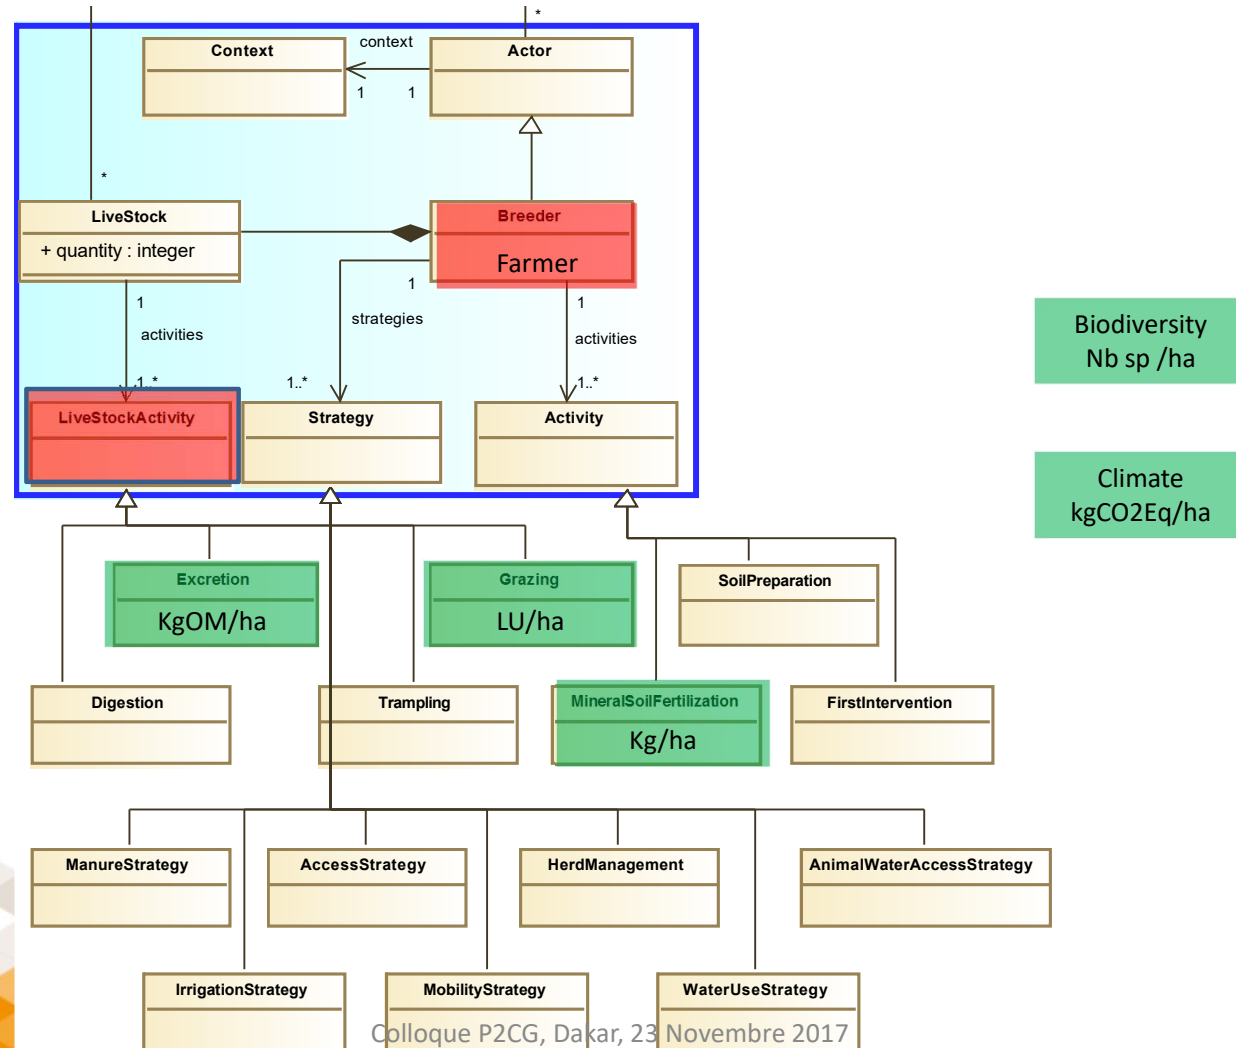 *
Context
context
Actor
1
1
*
LiveStock
+ quantity : integer
Breeder
Farmer
1
activities
1..*
1
strategies
1..*
1
activities
1..*
Biodiversity
Nb sp /ha
LiveStockActivity
Strategy
Activity
Climate
kgCO2Eq/ha
Excretion
KgOM/ha
Grazing
LU/ha
SoilPreparation
Digestion
Trampling
MineralSoilFertilization
Kg/ha
FirstIntervention
ManureStrategy
AccessStrategy
HerdManagement
AnimalWaterAccessStrategy
IrrigationStrategy
MobilityStrategy
WaterUseStrategy
Colloque P2CG, Dakar, 23 Novembre 2017